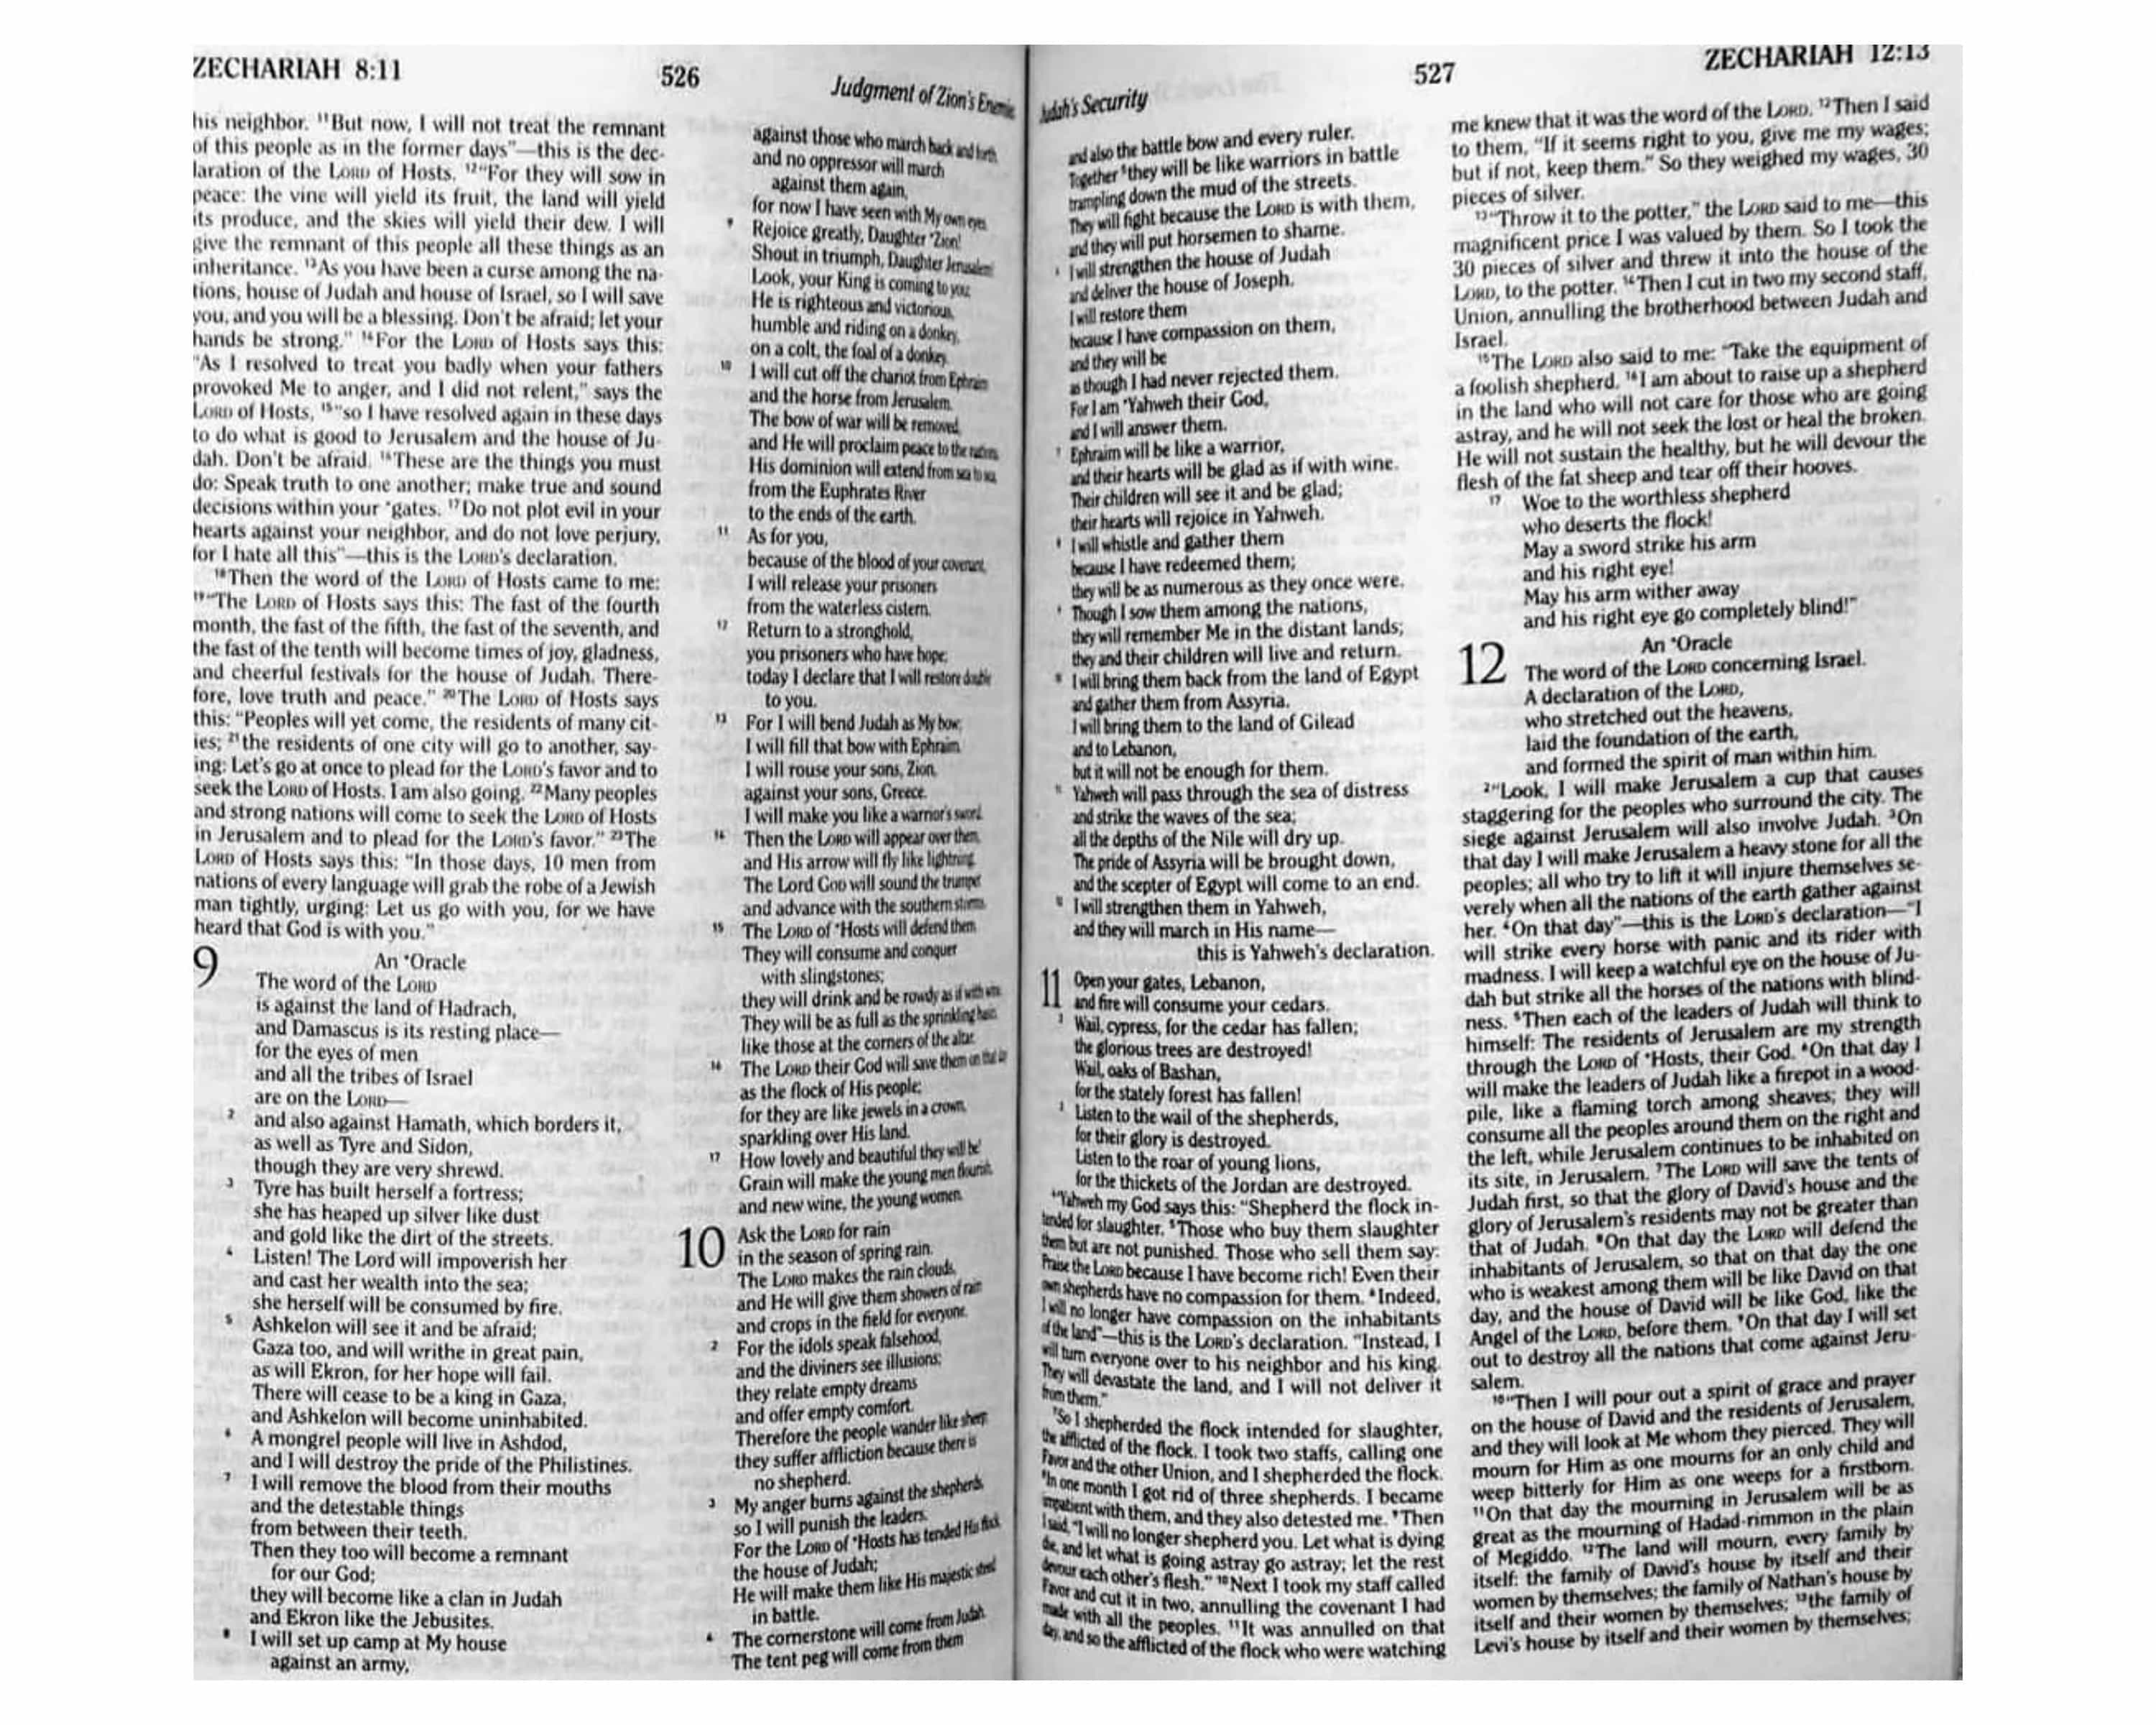 ZECHARIAH 8:11
526
Judgment of Zion's Enemies
his neighbor. 11But now, I will not treat the remnant
of this people as in the former days"—this is the dec-
laration of the LORD of Hosts. 12"For they will sow in
peace: the vine will yield its fruit, the land will yield
its produce, and the skies will yield their dew. I will
give the remnant of this people all these things as an
inheritance. 13As you have been a curse among the na-
tions, house of Judah and house of Israel, so I will save
you, and you will be a blessing. Don't be afraid; let your
hands be strong." 14For the LORD of Hosts says this:
"As I resolved to treat you badly when your fathers
provoked Me to anger, and I did not relent," says the
LORD of Hosts, 15"so I have resolved again in these days
to do what is good to Jerusalem and the house of Ju-
dah. Don't be afraid. 16These are the things you must
do: Speak truth to one another; make true and sound
decisions within your *gates. 17Do not plot evil in your
hearts against your neighbor, and do not love perjury,
for I hate all this"—this is the LORD's declaration.
18Then the word of the LORD of Hosts came to me:
19"The LORD of Hosts says this: The fast of the fourth
month, the fast of the fifth, the fast of the seventh, and
the fast of the tenth will become times of joy, gladness,
and cheerful festivals for the house of Judah. There-
fore, love truth and peace." 20The LORD of Hosts says
this: "Peoples will yet come, the residents of many cit-
ies; 21the residents of one city will go to another, say-
ing: Let's go at once to plead for the LORD's favor and to
seek the LORD of Hosts. I am also going. 22Many peoples
and strong nations will come to seek the LORD of Hosts
in Jerusalem and to plead for the LORD's favor." 23The
LORD of Hosts says this: "In those days, 10 men from
nations of every language will grab the robe of a Jewish
man tightly, urging: Let us go with you, for we have
heard that God is with you."
9 An *Oracle
The word of the LORD
is against the land of Hadrach,
and Damascus is its resting place—
for the eyes of men
and all the tribes of Israel
are on the LORD—
2 and also against Hamath, which borders it,
as well as Tyre and Sidon,
though they are very shrewd.
3 Tyre has built herself a fortress;
she has heaped up silver like dust
and gold like the dirt of the streets.
4 Listen! The Lord will impoverish her
and cast her wealth into the sea;
she herself will be consumed by fire.
5 Ashkelon will see it and be afraid;
Gaza too, and will writhe in great pain,
as will Ekron, for her hope will fail.
There will cease to be a king in Gaza,
and Ashkelon will become uninhabited.
6 A mongrel people will live in Ashdod,
and I will destroy the pride of the Philistines.
7 I will remove the blood from their mouths
and the detestable things
from between their teeth.
Then they too will become a remnant
for our God;
they will become like a clan in Judah
and Ekron like the Jebusites.
8 I will set up camp at My house
against an army,
against those who march back and forth,
and no oppressor will march
against them again,
for now I have seen with My own eyes.
9 Rejoice greatly, Daughter *Zion!
Shout in triumph, Daughter Jerusalem!
Look, your King is coming to you;
He is righteous and victorious,
humble and riding on a donkey,
on a colt, the foal of a donkey.
10 I will cut off the chariot from Ephraim
and the horse from Jerusalem.
The bow of war will be removed,
and He will proclaim peace to the nations.
His dominion will extend from sea to sea,
from the Euphrates River
to the ends of the earth.
11 As for you,
because of the blood of your covenant,
I will release your prisoners
from the waterless cistern.
12 Return to a stronghold,
you prisoners who have hope;
today I declare that I will restore double
to you.
13 For I will bend Judah as My bow;
I will fill that bow with Ephraim.
I will rouse your sons, Zion,
against your sons, Greece.
I will make you like a warrior's sword.
14 Then the LORD will appear over them,
and His arrow will fly like lightning.
The Lord GOD will sound the trumpet
and advance with the southern storms.
15 The LORD of *Hosts will defend them.
They will consume and conquer
with slingstones;
they will drink and be rowdy as if with wine.
They will be as full as the sprinkling basin,
like those at the corners of the altar.
16 The LORD their God will save them on that day
as the flock of His people;
for they are like jewels in a crown,
sparkling over His land.
17 How lovely and beautiful they will be!
Grain will make the young men flourish,
and new wine, the young women.
10 Ask the LORD for rain
in the season of spring rain.
The LORD makes the rain clouds,
and He will give them showers of rain
and crops in the field for everyone.
2 For the idols speak falsehood,
and the diviners see illusions;
they relate empty dreams
and offer empty comfort.
Therefore the people wander like sheep;
they suffer affliction because there is
no shepherd.
3 My anger burns against the shepherds,
so I will punish the leaders.
For the LORD of *Hosts has tended His flock,
the house of Judah;
He will make them like His majestic steed
in battle.
4 The cornerstone will come from Judah.
The tent peg will come from them
Judah's Security
527
ZECHARIAH 12:13
and also the battle bow and every ruler.
Together 5they will be like warriors in battle
trampling down the mud of the streets.
They will fight because the LORD is with them,
and they will put horsemen to shame.
6 I will strengthen the house of Judah
and deliver the house of Joseph.
I will restore them
because I have compassion on them,
and they will be
as though I had never rejected them.
For I am *Yahweh their God,
and I will answer them.
7 Ephraim will be like a warrior,
and their hearts will be glad as if with wine.
Their children will see it and be glad;
their hearts will rejoice in Yahweh.
8 I will whistle and gather them
because I have redeemed them;
they will be as numerous as they once were.
9 Though I sow them among the nations,
they will remember Me in the distant lands;
they and their children will live and return.
10 I will bring them back from the land of Egypt
and gather them from Assyria.
I will bring them to the land of Gilead
and to Lebanon,
but it will not be enough for them.
11 Yahweh will pass through the sea of distress
and strike the waves of the sea;
all the depths of the Nile will dry up.
The pride of Assyria will be brought down,
and the scepter of Egypt will come to an end.
12 I will strengthen them in Yahweh,
and they will march in His name—
this is Yahweh's declaration.
11 Open your gates, Lebanon,
and fire will consume your cedars.
2 Wail, cypress, for the cedar has fallen;
the glorious trees are destroyed!
Wail, oaks of Bashan,
for the stately forest has fallen!
3 Listen to the wail of the shepherds,
for their glory is destroyed.
Listen to the roar of young lions,
for the thickets of the Jordan are destroyed.
4Yahweh my God says this: "Shepherd the flock in-
tended for slaughter. 5Those who buy them slaughter
them but are not punished. Those who sell them say:
Praise the LORD because I have become rich! Even their
own shepherds have no compassion for them. 6Indeed,
I will no longer have compassion on the inhabitants
of the land"—this is the LORD's declaration. "Instead, I
will turn everyone over to his neighbor and his king.
They will devastate the land, and I will not deliver it
from them."
7So I shepherded the flock intended for slaughter,
the afflicted of the flock. I took two staffs, calling one
Favor and the other Union, and I shepherded the flock.
8In one month I got rid of three shepherds. I became
impatient with them, and they also detested me. 9Then
I said, "I will no longer shepherd you. Let what is dying
die, and let what is going astray go astray; let the rest
devour each other's flesh." 10Next I took my staff called
Favor and cut it in two, annulling the covenant I had
made with all the peoples. 11It was annulled on that
day, and so the afflicted of the flock who were watching
me knew that it was the word of the LORD. 12Then I said
to them, "If it seems right to you, give me my wages;
but if not, keep them." So they weighed my wages, 30
pieces of silver.
13"Throw it to the potter," the LORD said to me—this
magnificent price I was valued by them. So I took the
30 pieces of silver and threw it into the house of the
LORD, to the potter. 14Then I cut in two my second staff,
Union, annulling the brotherhood between Judah and
Israel.
15The LORD also said to me: "Take the equipment of
a foolish shepherd. 16I am about to raise up a shepherd
in the land who will not care for those who are going
astray, and he will not seek the lost or heal the broken.
He will not sustain the healthy, but he will devour the
flesh of the fat sheep and tear off their hooves.
17 Woe to the worthless shepherd
who deserts the flock!
May a sword strike his arm
and his right eye!
May his arm wither away
and his right eye go completely blind!"
12 An *Oracle
The word of the LORD concerning Israel.
A declaration of the LORD,
who stretched out the heavens,
laid the foundation of the earth,
and formed the spirit of man within him.
2"Look, I will make Jerusalem a cup that causes
staggering for the peoples who surround the city. The
siege against Jerusalem will also involve Judah. 3On
that day I will make Jerusalem a heavy stone for all the
peoples; all who try to lift it will injure themselves se-
verely when all the nations of the earth gather against
her. 4On that day"—this is the LORD's declaration—"I
will strike every horse with panic and its rider with
madness. I will keep a watchful eye on the house of Ju-
dah but strike all the horses of the nations with blind-
ness. 5Then each of the leaders of Judah will think to
himself: The residents of Jerusalem are my strength
through the LORD of *Hosts, their God. 6On that day I
will make the leaders of Judah like a firepot in a wood-
pile, like a flaming torch among sheaves; they will
consume all the peoples around them on the right and
the left, while Jerusalem continues to be inhabited on
its site, in Jerusalem. 7The LORD will save the tents of
Judah first, so that the glory of David's house and the
glory of Jerusalem's residents may not be greater than
that of Judah. 8On that day the LORD will defend the
inhabitants of Jerusalem, so that on that day the one
who is weakest among them will be like David on that
day, and the house of David will be like God, like the
Angel of the LORD, before them. 9On that day I will set
out to destroy all the nations that come against Jeru-
salem.
10"Then I will pour out a spirit of grace and prayer
on the house of David and the residents of Jerusalem,
and they will look at Me whom they pierced. They will
mourn for Him as one mourns for an only child and
weep bitterly for Him as one weeps for a firstborn.
11On that day the mourning in Jerusalem will be as
great as the mourning of Hadad-rimmon in the plain
of Megiddo. 12The land will mourn, every family by
itself: the family of David's house by itself and their
women by themselves; the family of Nathan's house by
itself and their women by themselves; 13the family of
Levi's house by itself and their women by themselves;